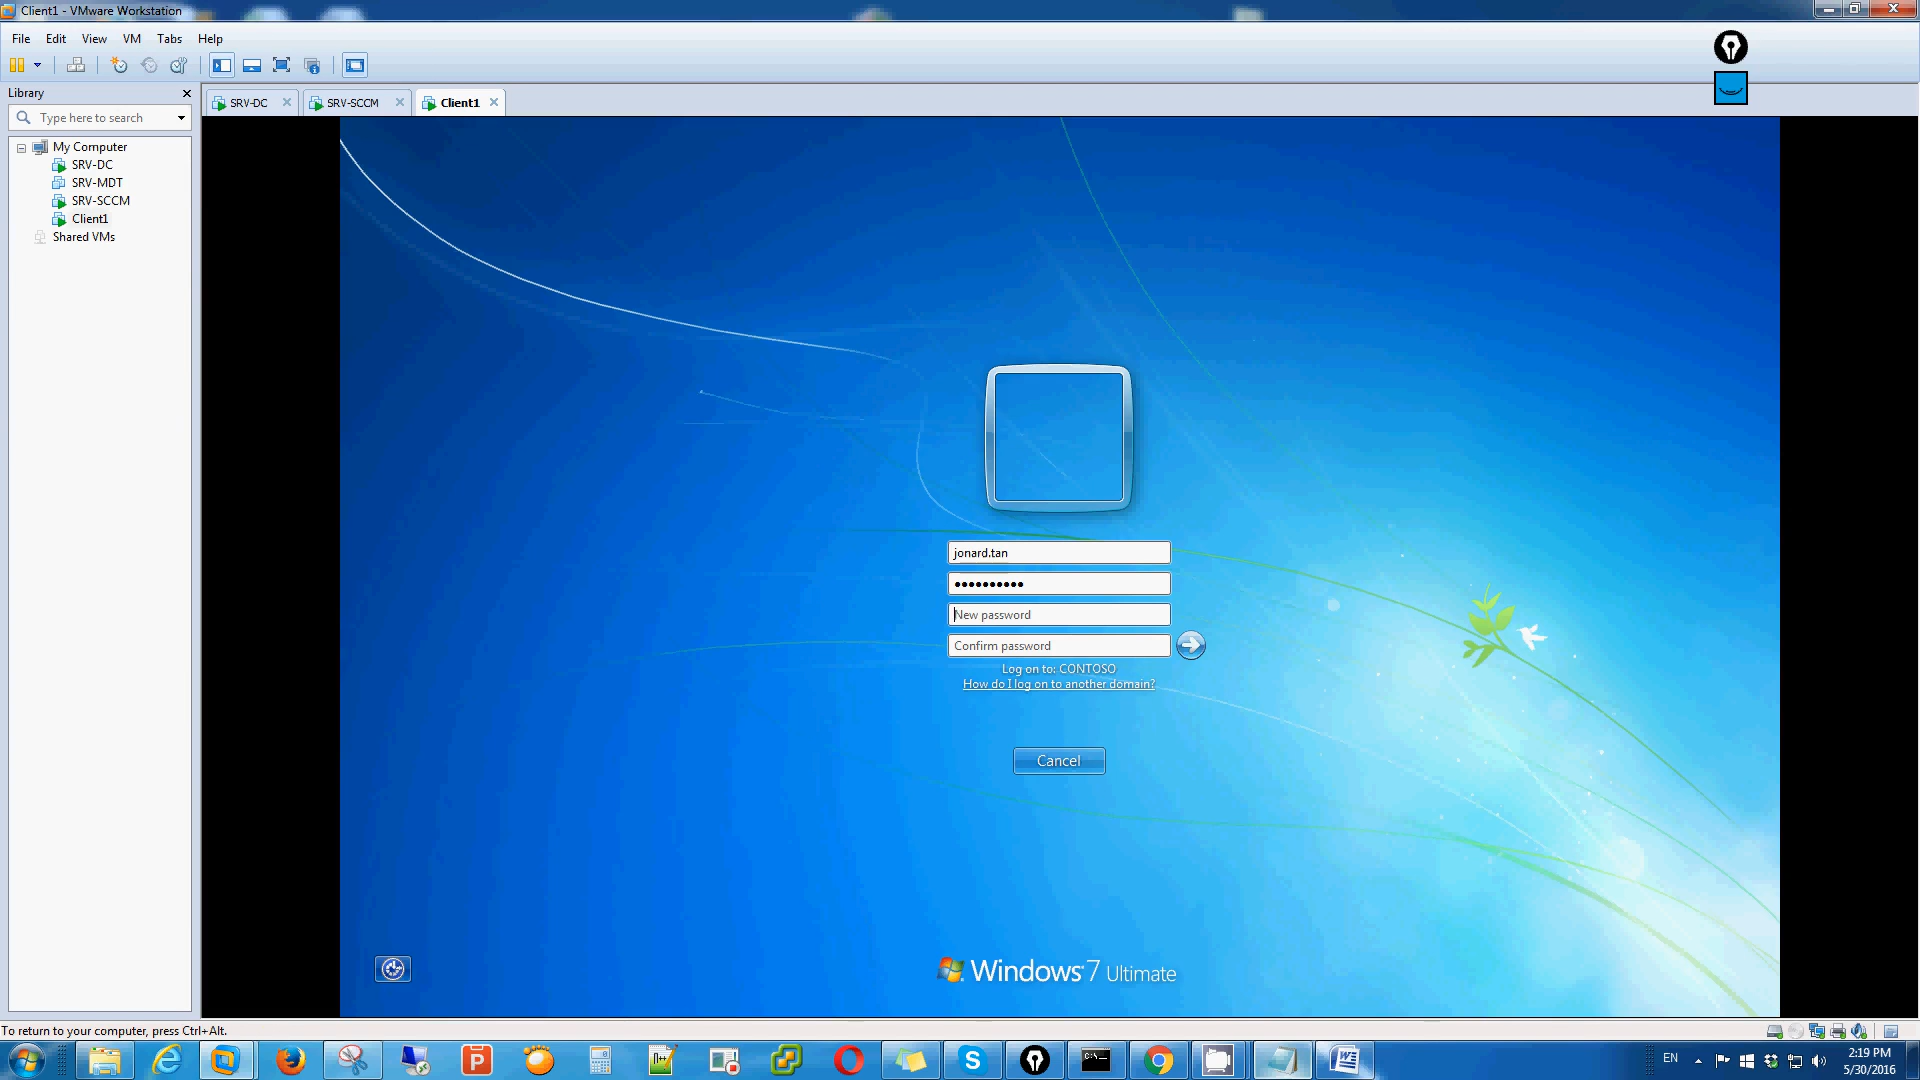 Client1 - VMware Workstation
File Edit View VM Tabs Help
Library
Type here to search
My Computer
SRV-DC
SRV-MDT
SRV-SCCM
Client1
Shared VMs
SRV-DC SRV-SCCM Client1
jonard.tan
New password
Confirm password
Log on to: CONTOSO
How do I log on to another domain?
Cancel
Windows 7 Ultimate
To return to your computer, press Ctrl+Alt.
EN
2:19 PM
5/30/2016